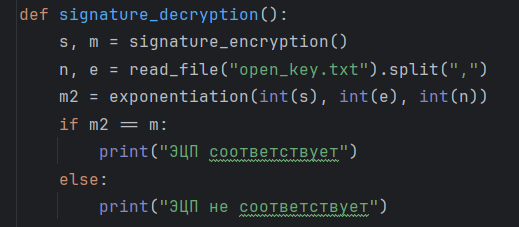 def signature_decryption():
    s, m = signature_encryption()
    n, e = read_file("open_key.txt").split(",")
    m2 = exponentiation(int(s), int(e), int(n))
    if m2 == m:
        print("ЭЦП соответствует")
    else:
        print("ЭЦП не соответствует")